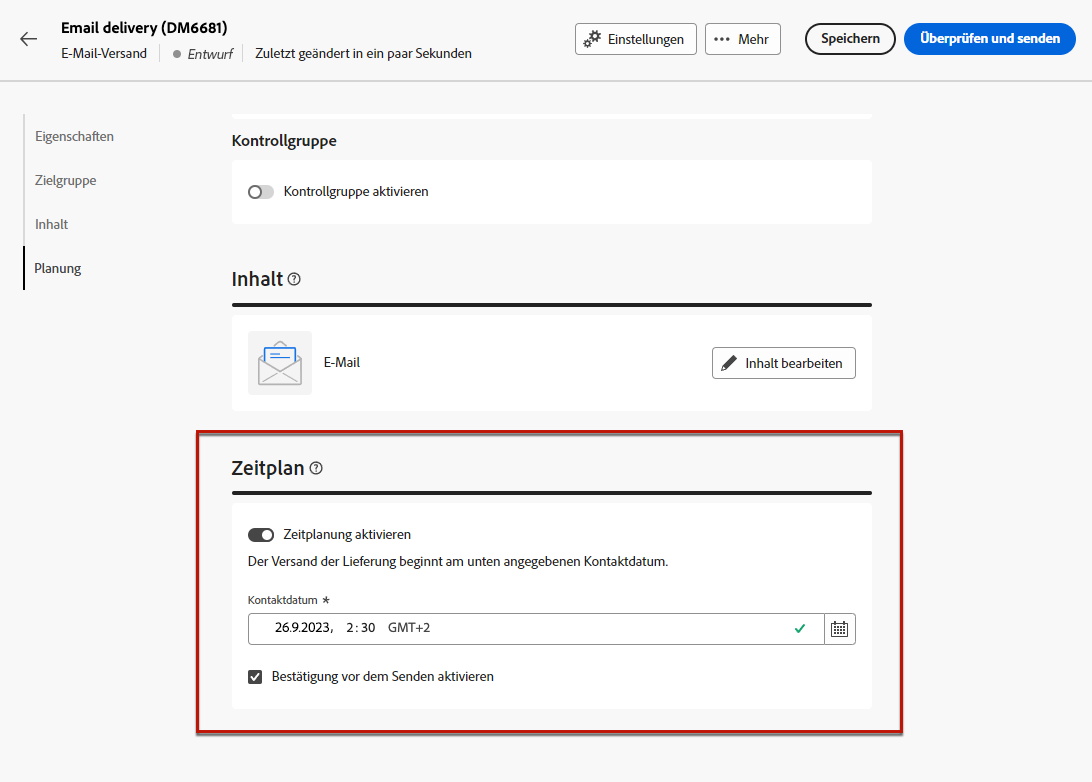 Email delivery (DM6681)
E-Mail-Versand Entwurf Zuletzt geändert in ein paar Sekunden
Einstellungen
Mehr
Speichern
Überprüfen und senden
Eigenschaften
Zielgruppe
Inhalt
Planung
Kontrollgruppe
Kontrollgruppe aktivieren
Inhalt
E-Mail
Inhalt bearbeiten
Zeitplan
Zeitplanung aktivieren
Der Versand der Lieferung beginnt am unten angegebenen Kontaktdatum.
Kontaktdatum *
26.9.2023, 2:30 GMT+2
Bestätigung vor dem Senden aktivieren